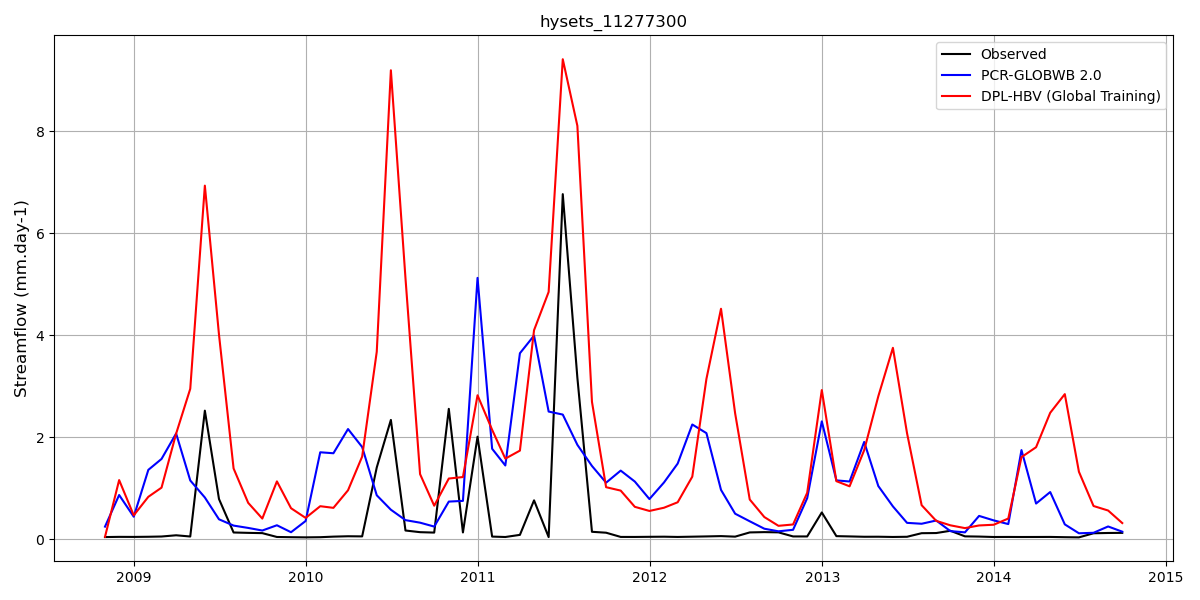 hysets_11277300
Observed
PCR-GLOBWB 2.0
DPL-HBV (Global Training)
Streamflow (mm.day-1)
8
6
4
2
0
2009 2010 2011 2012 2013 2014 2015